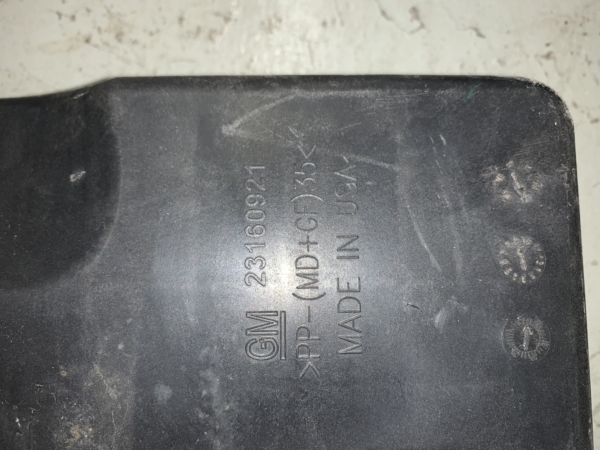 GM 23160921
>PP-(MD+GF)35<
MADE IN USA